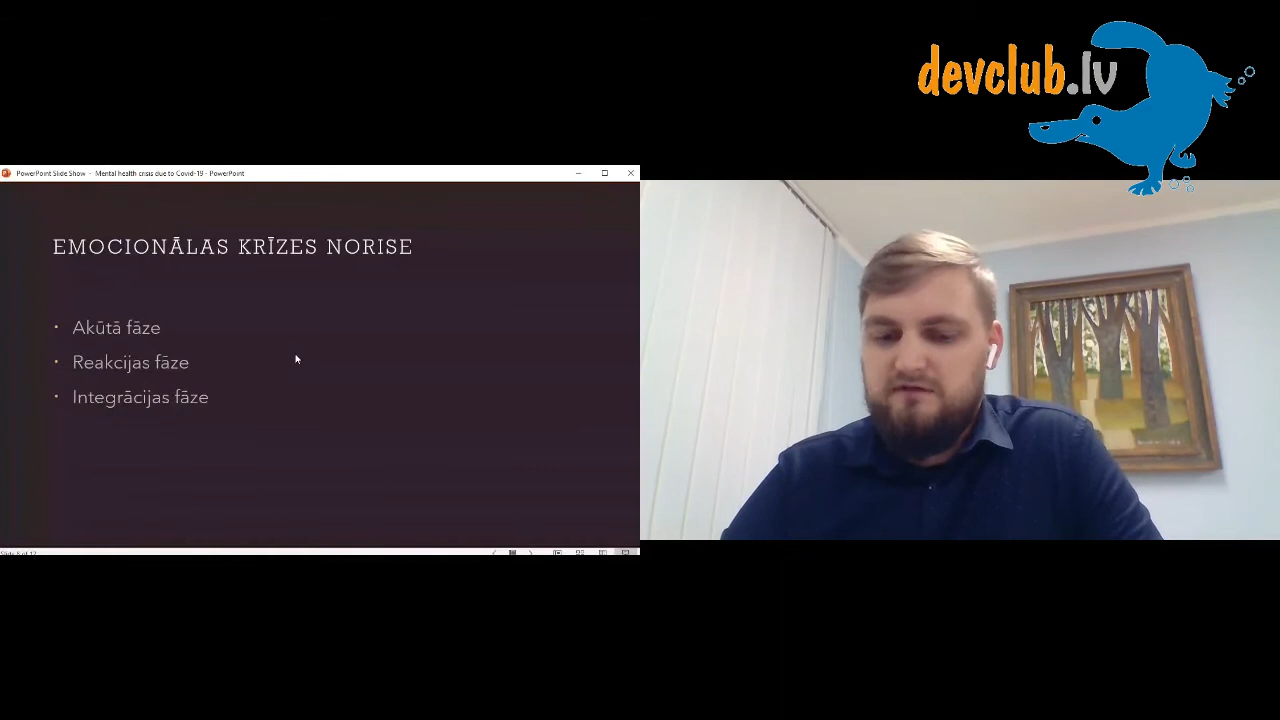 devclub.lv
PowerPoint Slide Show - Mental health crisis due to Covid-19 - PowerPoint
EMOCIONĀLAS KRĪZES NORISE
• Akūtā fāze
• Reakcijas fāze
• Integrācijas fāze